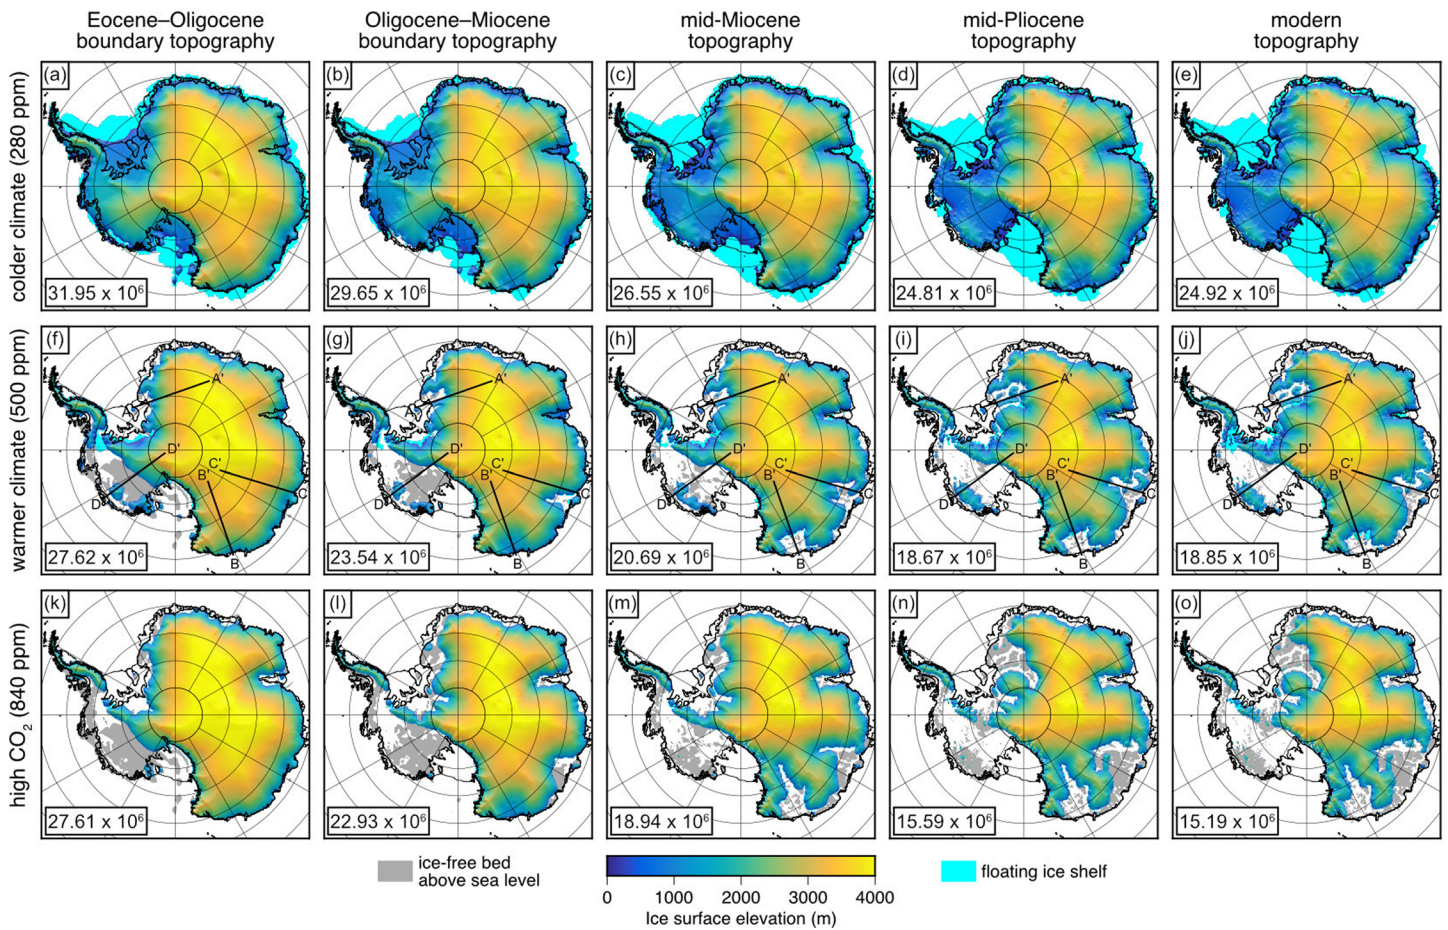 Eocene–Oligocene
boundary topography
Oligocene–Miocene
boundary topography
mid-Miocene
topography
mid-Pliocene
topography
modern
topography
colder climate (280 ppm)
(a)
31.95 x 10⁶
(b)
29.65 x 10⁶
(c)
26.55 x 10⁶
(d)
24.81 x 10⁶
(e)
24.92 x 10⁶
warmer climate (500 ppm)
(f)
A'
D'
C'
B'
D
C
B
27.62 x 10⁶
(g)
A'
D'
C'
B'
D
C
B
23.54 x 10⁶
(h)
A'
D'
C'
B'
D
C
B
20.69 x 10⁶
(i)
A'
D'
C'
B'
D
C
B
18.67 x 10⁶
(j)
A'
D'
C'
B'
D
C
B
18.85 x 10⁶
high CO₂ (840 ppm)
(k)
27.61 x 10⁶
(l)
22.93 x 10⁶
(m)
18.94 x 10⁶
(n)
15.59 x 10⁶
(o)
15.19 x 10⁶
ice-free bed
above sea level
0 1000 2000 3000 4000
Ice surface elevation (m)
floating ice shelf